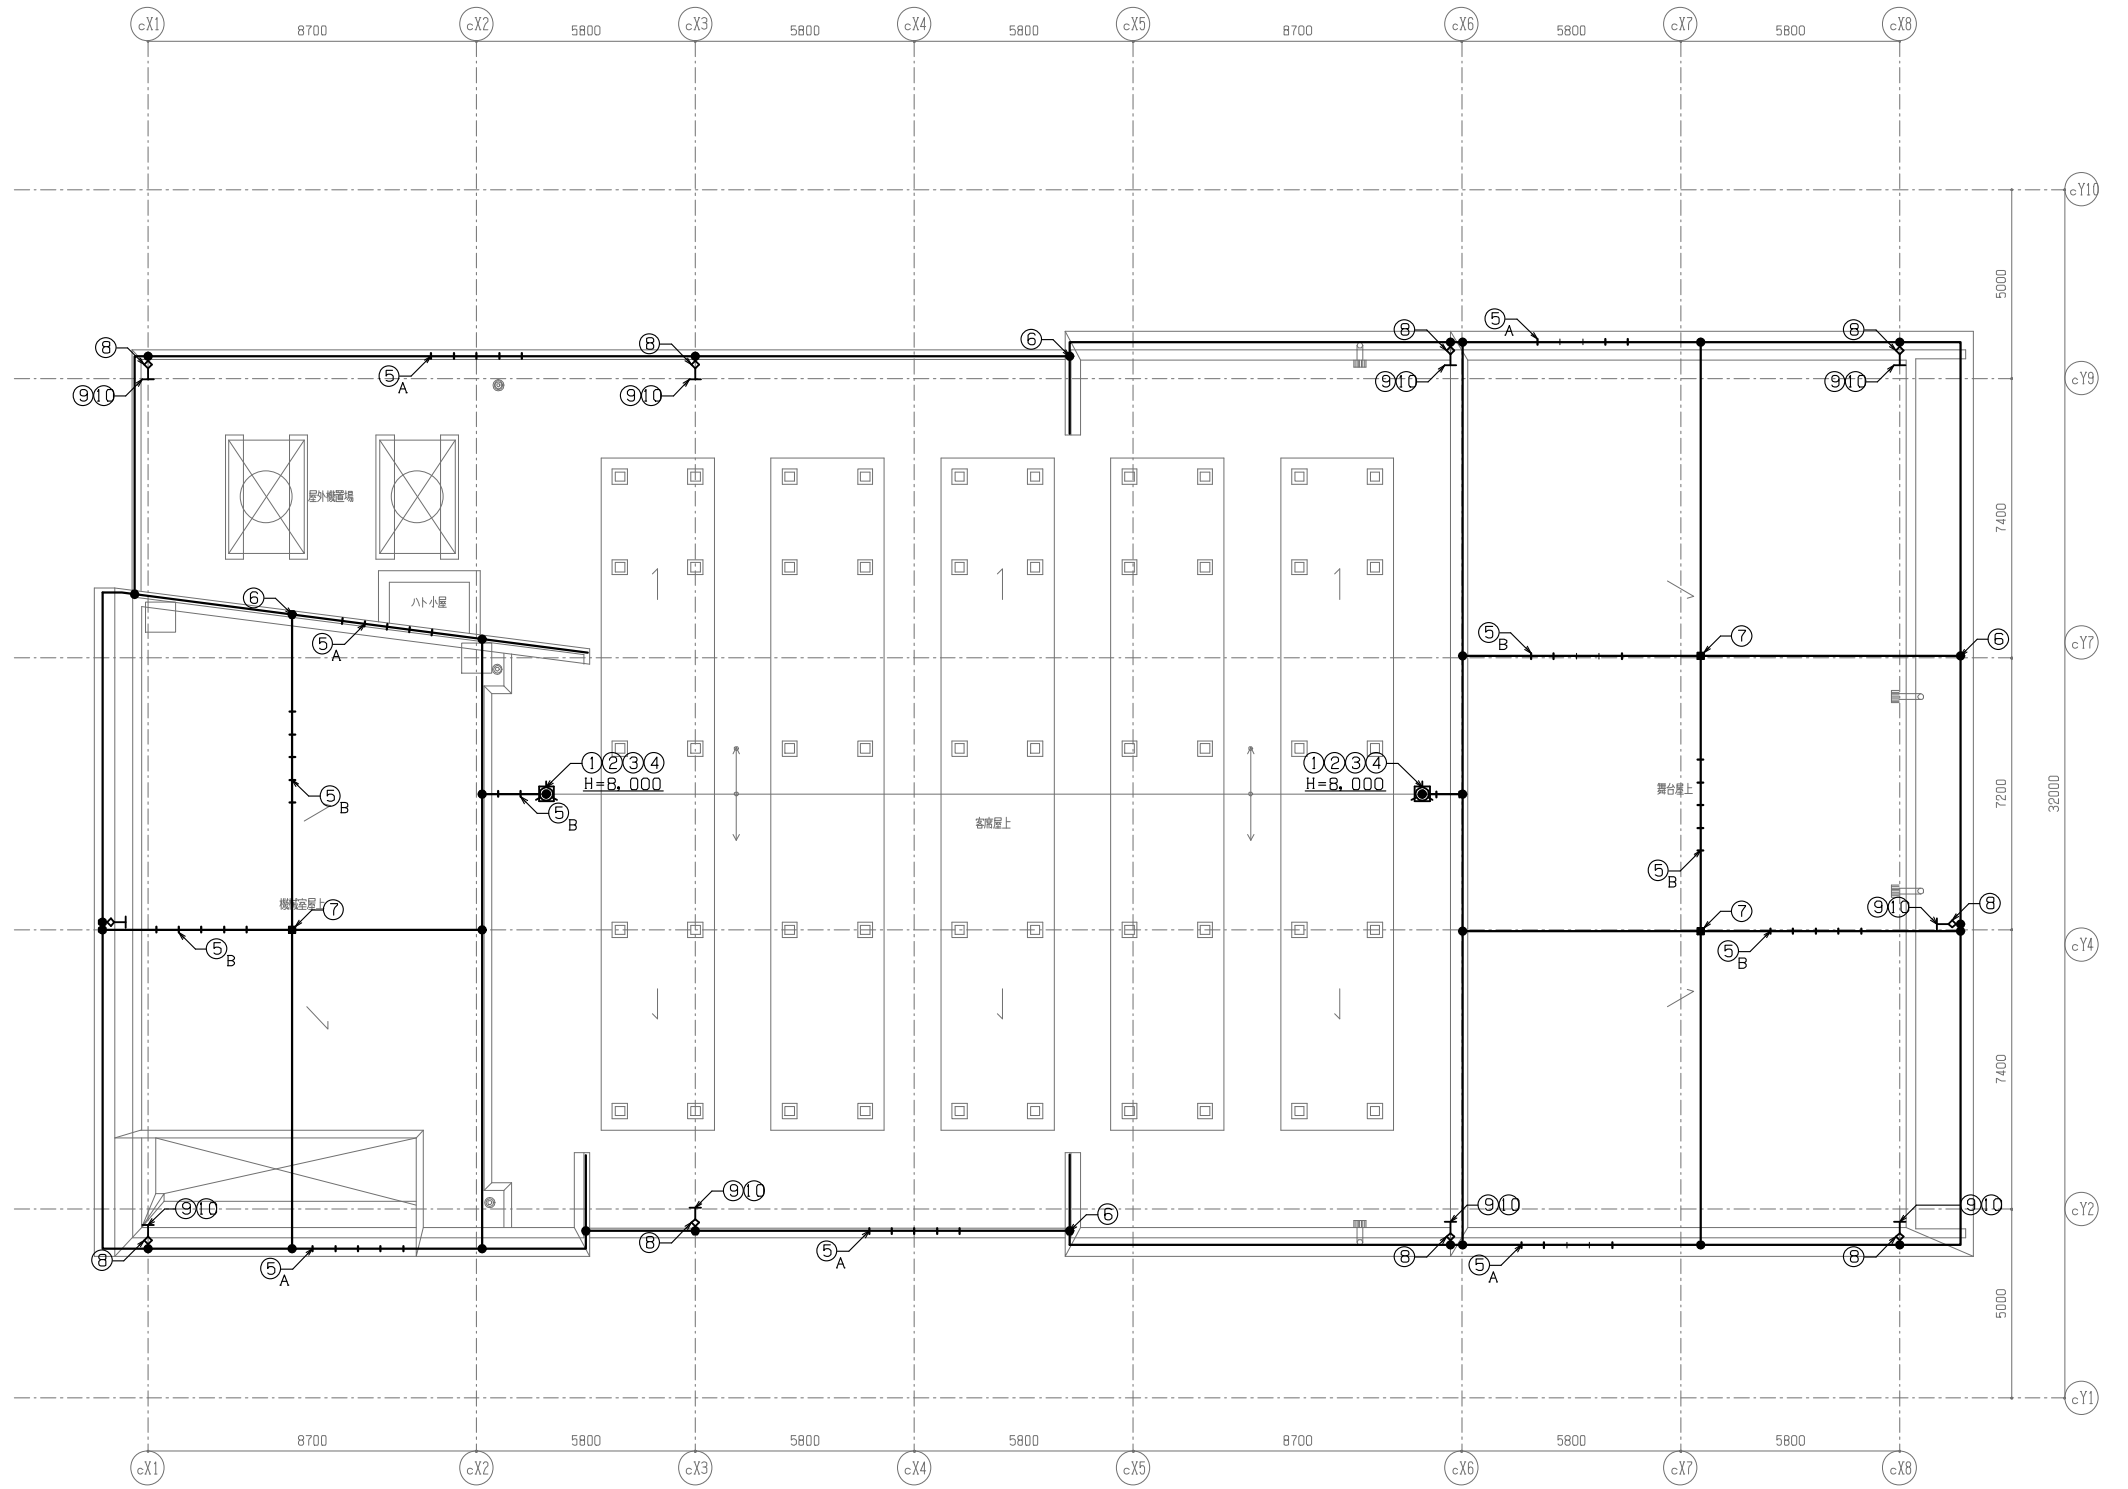 cX1 cX2 cX3 cX4 cX5 cX6 cX7 cX8
8700 5800 5800 5800 8700 5800 5800
cY10
5000
⑧ ⑧ ⑥ ⑧ ⑤A ⑧
⑤A
⑨⑩ ⑨⑩ ⑨⑩ ⑨⑩
cY9
屋外機置場
7400
⑥ ハト小屋
⑤A
⑤B ⑦ ⑥
cY7
①②③④ ①②③④
H=8,000 H=8,000
⑤B ⑤B
舞台屋上
7200 32000
客席屋上
⑤B
機械室屋上 ⑦ ⑦ ⑨⑩ ⑧
⑤B ⑤B
cY4
7400
⑨⑩ ⑨⑩ ⑥ ⑨⑩ ⑨⑩
cY2
⑧ ⑤A ⑧ ⑤A ⑧ ⑤A ⑧
5000
cY1
8700 5800 5800 5800 8700 5800 5800
cX1 cX2 cX3 cX4 cX5 cX6 cX7 cX8